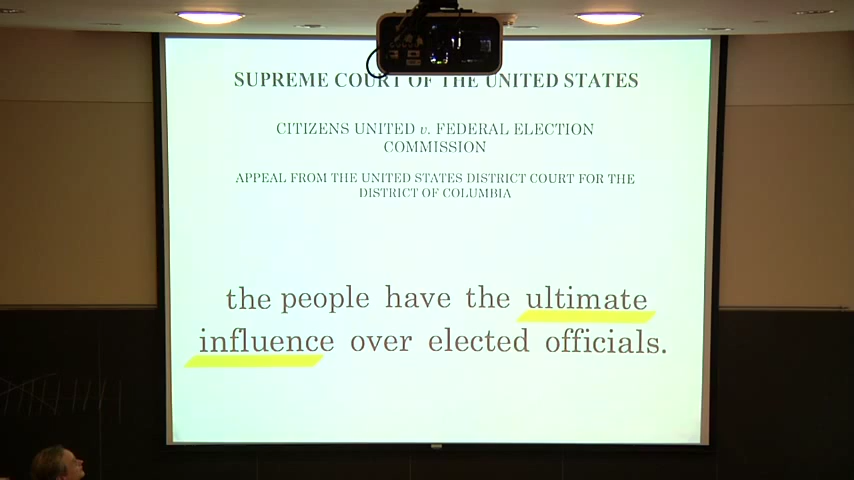 SUPREME COURT OF THE UNITED STATES
CITIZENS UNITED v. FEDERAL ELECTION
COMMISSION
APPEAL FROM THE UNITED STATES DISTRICT COURT FOR THE
DISTRICT OF COLUMBIA
the people have the ultimate
influence over elected officials.